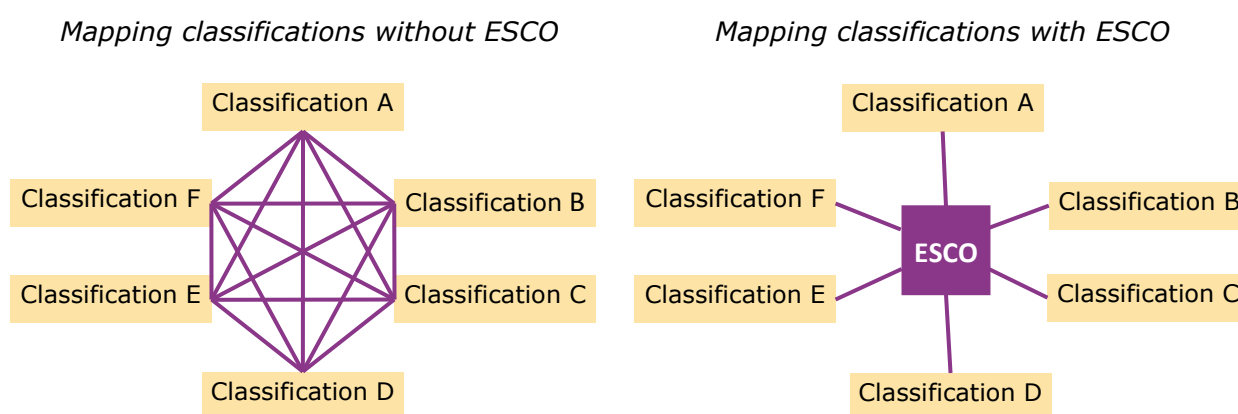 Mapping classifications without ESCO
Classification A
Classification F
Classification B
Classification E
Classification C
Classification D
Mapping classifications with ESCO
Classification A
Classification F
Classification B
ESCO
Classification E
Classification C
Classification D